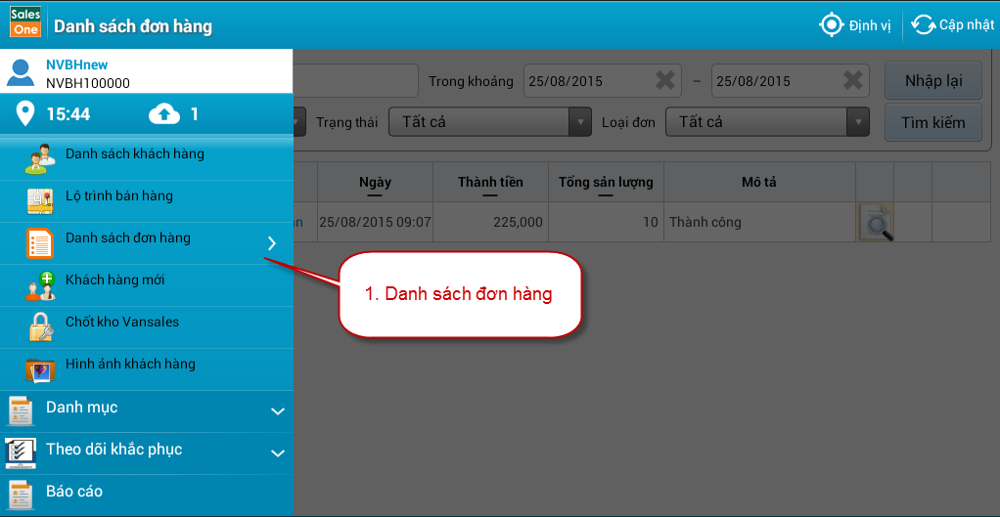 Sales One
Danh sách đơn hàng
Định vị
Cập nhật
NVBHnew
NVBH100000
15:44
1
Danh sách khách hàng
Lộ trình bán hàng
Danh sách đơn hàng
Khách hàng mới
Chốt kho Vansales
Hình ảnh khách hàng
Danh mục
Theo dõi khắc phục
Báo cáo
Trong khoảng 25/08/2015 – 25/08/2015 Nhập lại
Trạng thái Tất cả Loại đơn Tất cả Tìm kiếm
Ngày Thành tiền Tổng sản lượng Mô tả
25/08/2015 09:07 225,000 10 Thành công
1. Danh sách đơn hàng